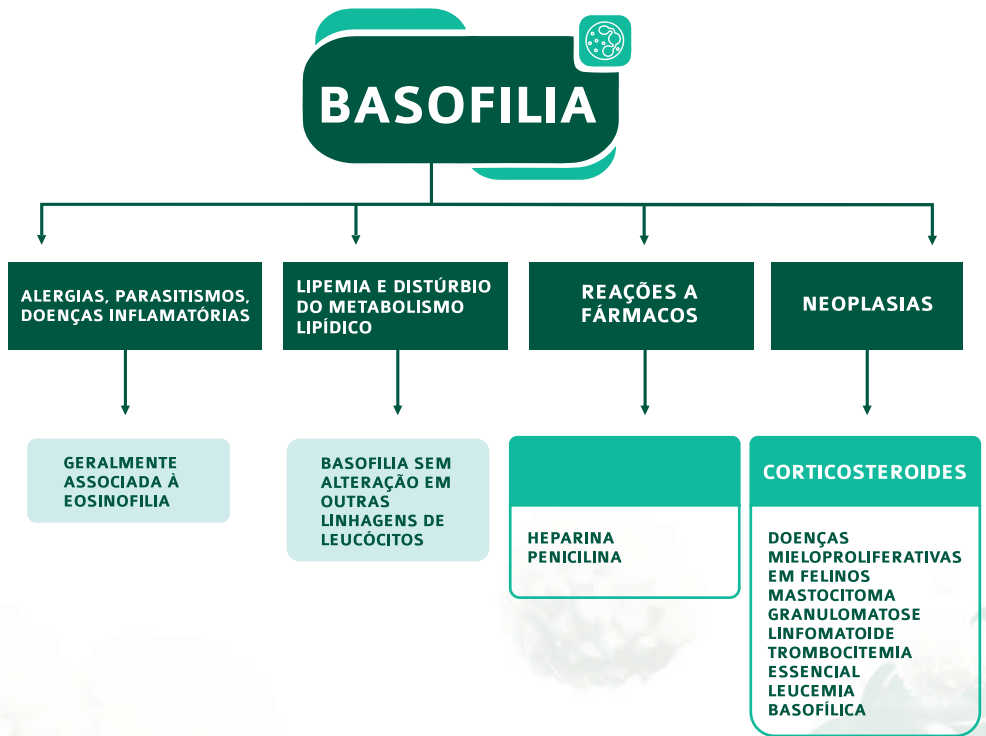 BASOFILIA
ALERGIAS, PARASITISMOS,
DOENÇAS INFLAMATÓRIAS
GERALMENTE
ASSOCIADA À
EOSINOFILIA
LIPEMIA E DISTÚRBIO
DO METABOLISMO
LIPÍDICO
BASOFILIA SEM
ALTERAÇÃO EM
OUTRAS
LINHAGENS DE
LEUCÓCITOS
REAÇÕES A
FÁRMACOS
HEPARINA
PENICILINA
NEOPLASIAS
CORTICOSTEROIDES
DOENÇAS
MIELOPROLIFERATIVAS
EM FELINOS
MASTOCITOMA
GRANULOMATOSE
LINFOMATOIDE
TROMBOCITEMIA
ESSENCIAL
LEUCEMIA
BASOFÍLICA